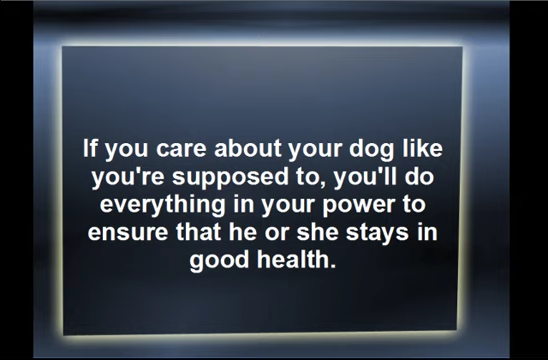 If you care about your dog like
you're supposed to, you'll do
everything in your power to
ensure that he or she stays in
good health.